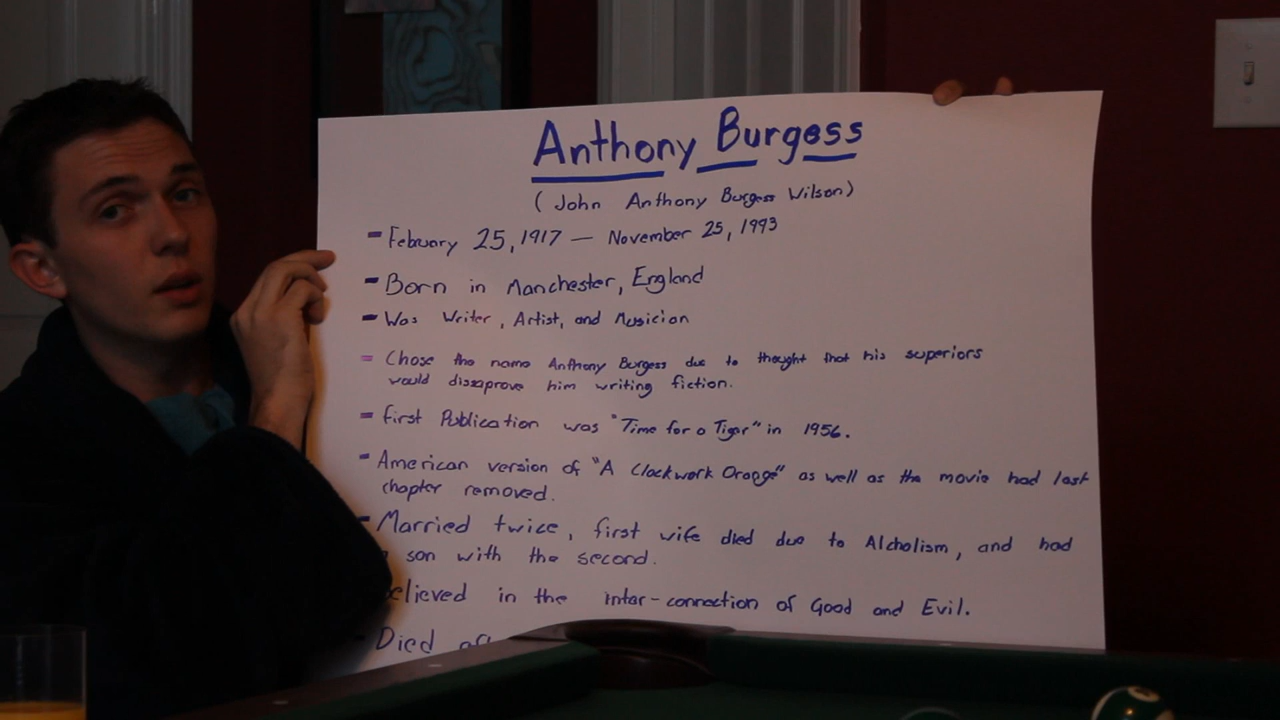 Anthony Burgess
(John Anthony Burgess Wilson)
- February 25, 1917 — November 25, 1993
- Born in Manchester, England
- Was Writer, Artist, and Musician
- Chose the name Anthony Burgess due to thought that his superiors
would dissaprove him writing fiction.
- First Publication was "Time for a Tiger" in 1956.
- American version of "A Clockwork Orange" as well as the movie had last
chapter removed.
- Married twice, first wife died due to Alcholism, and had
son with the second.
elieved in the inter-connection of Good and Evil.
- Died